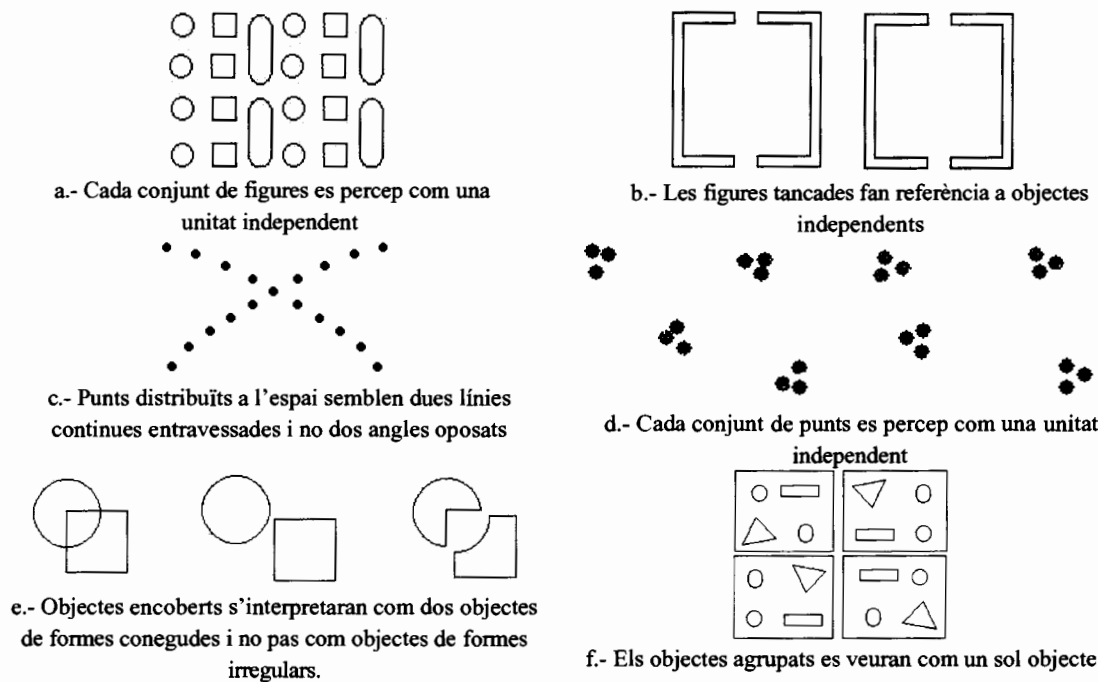 a.- Cada conjunt de figures es percep com una
unitat independent
b.- Les figures tancades fan referència a objectes
independents
c.- Punts distribuïts a l'espai semblen dues línies
continues entravessades i no dos angles oposats
d.- Cada conjunt de punts es percep com una unitat
independent
e.- Objectes encoberts s'interpretaran com dos objectes
de formes conegudes i no pas com objectes de formes
irregulars.
f.- Els objectes agrupats es veuran com un sol objecte